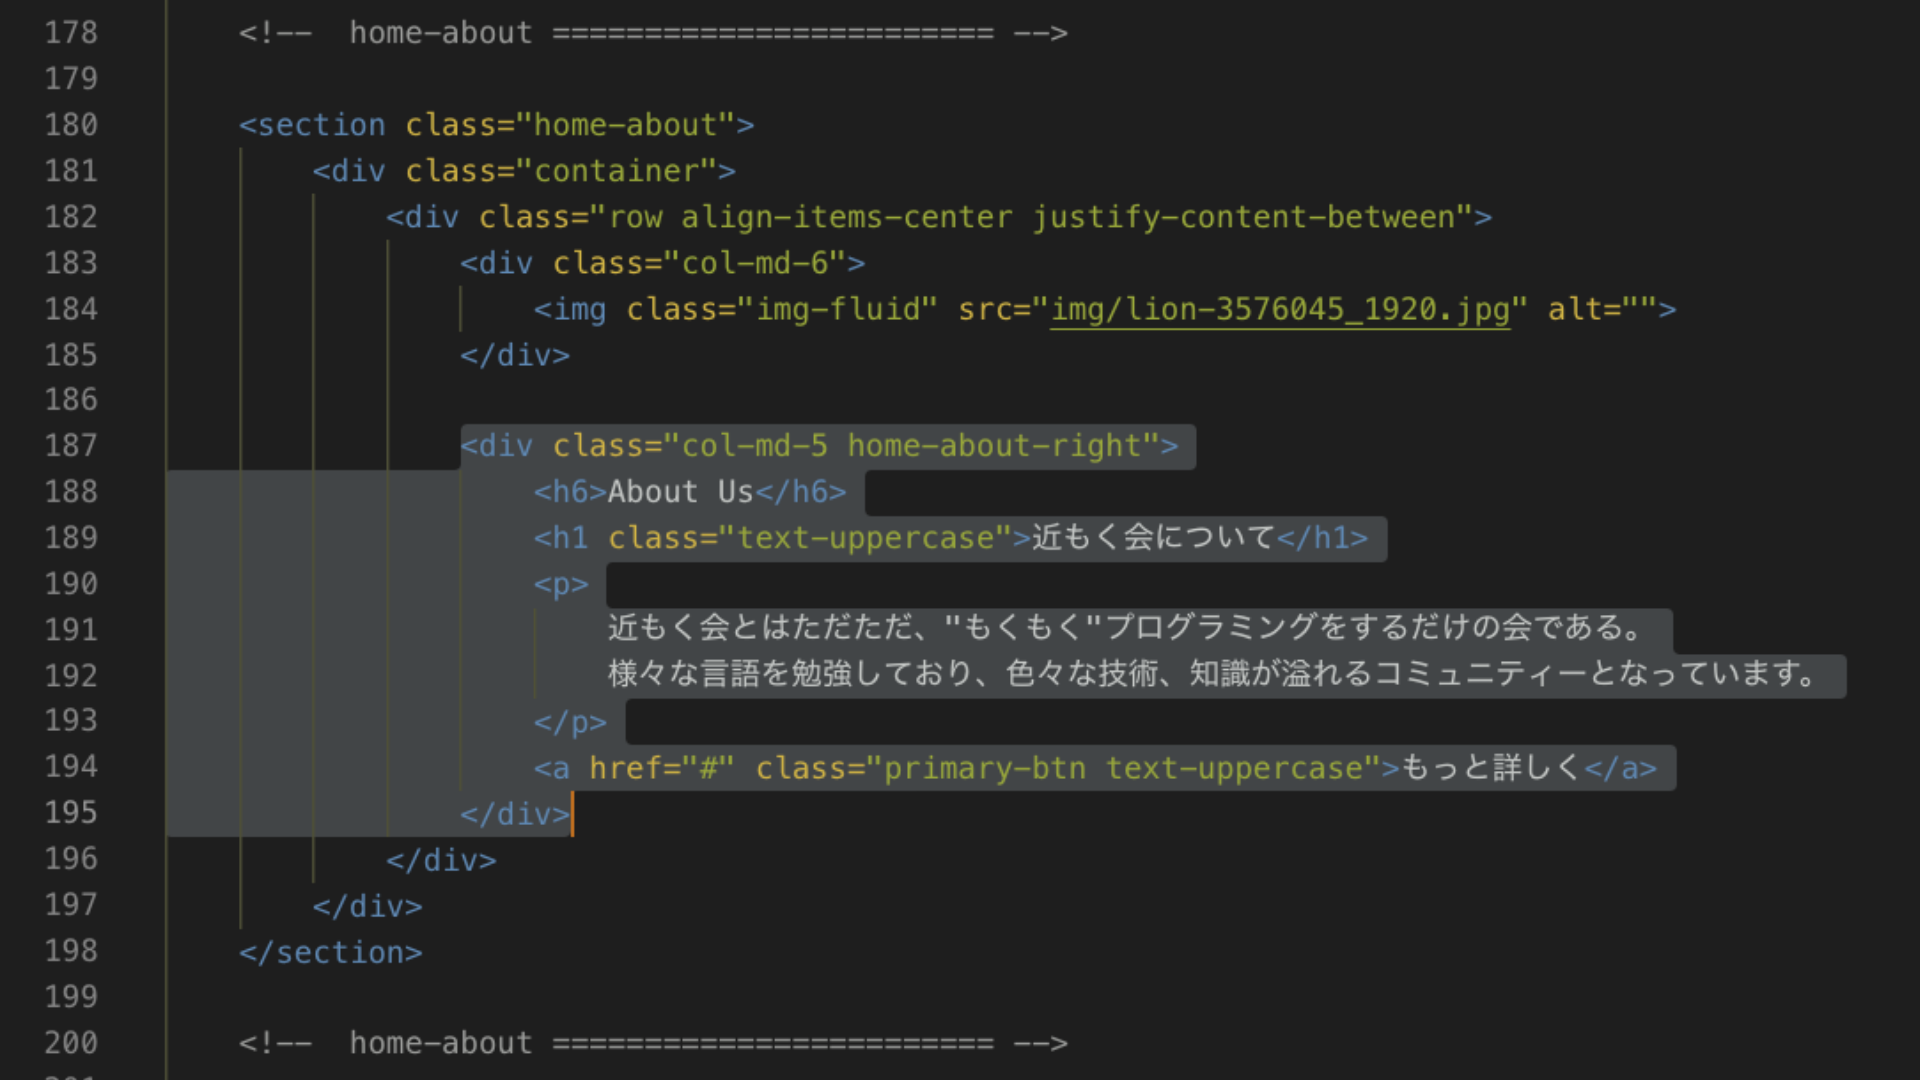 178 <!-- home-about ======================== -->
179
180 <section class="home-about">
181 <div class="container">
182 <div class="row align-items-center justify-content-between">
183 <div class="col-md-6">
184 <img class="img-fluid" src="img/lion-3576045_1920.jpg" alt="">
185 </div>
186
187 <div class="col-md-5 home-about-right">
188 <h6>About Us</h6>
189 <h1 class="text-uppercase">近もく会について</h1>
190 <p>
191 近もく会とはただただ、"もくもく"プログラミングをするだけの会である。
192 様々な言語を勉強しており、色々な技術、知識が溢れるコミュニティーとなっています。
193 </p>
194 <a href="#" class="primary-btn text-uppercase">もっと詳しく</a>
195 </div>
196 </div>
197 </div>
198 </section>
199
200 <!-- home-about ======================== -->